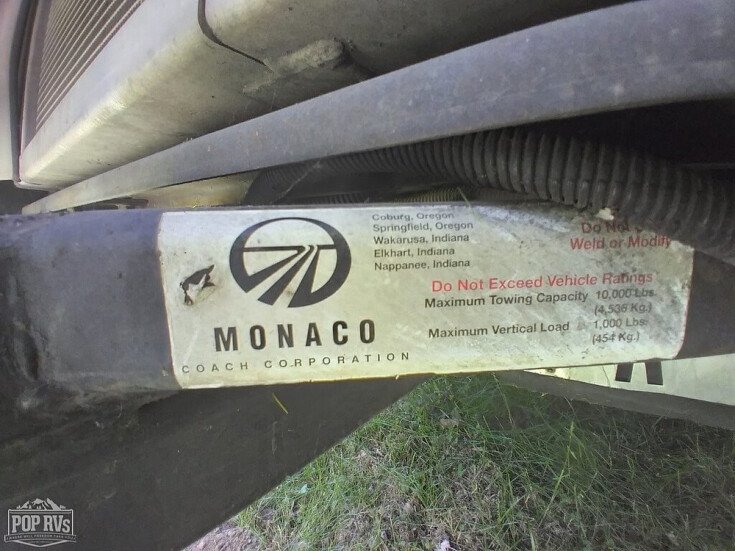 MONACO
COACH CORPORATION
Coburg, Oregon
Springfield, Oregon
Wakarusa, Indiana
Elkhart, Indiana
Nappanee, Indiana
Do Not
Weld or Modify
Do Not Exceed Vehicle Ratings
Maximum Towing Capacity 10,000 Lbs.
(4,536 Kg.)
Maximum Vertical Load 1,000 Lbs.
(454 Kg.)
POP RVs